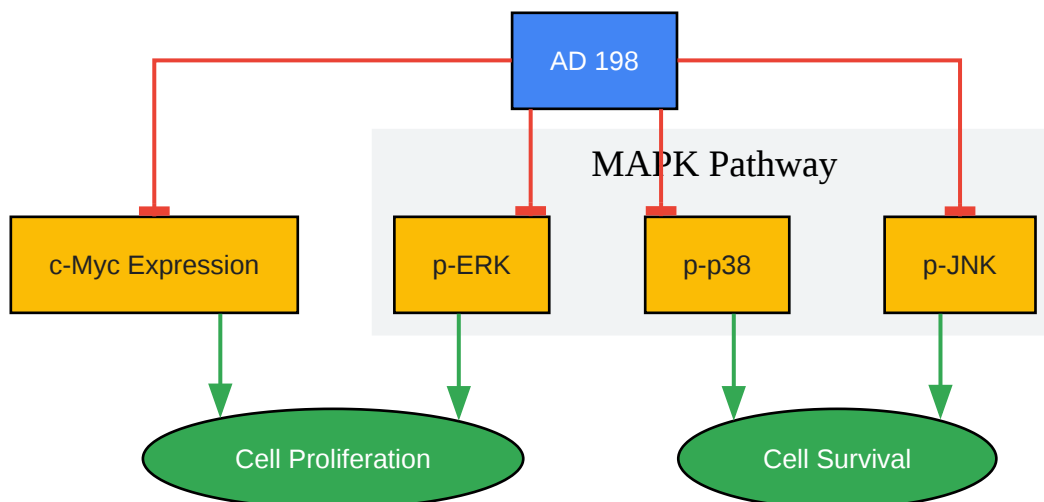 AD 198
MAPK Pathway
c-Myc Expression
p-ERK
p-p38
p-JNK
Cell Proliferation
Cell Survival